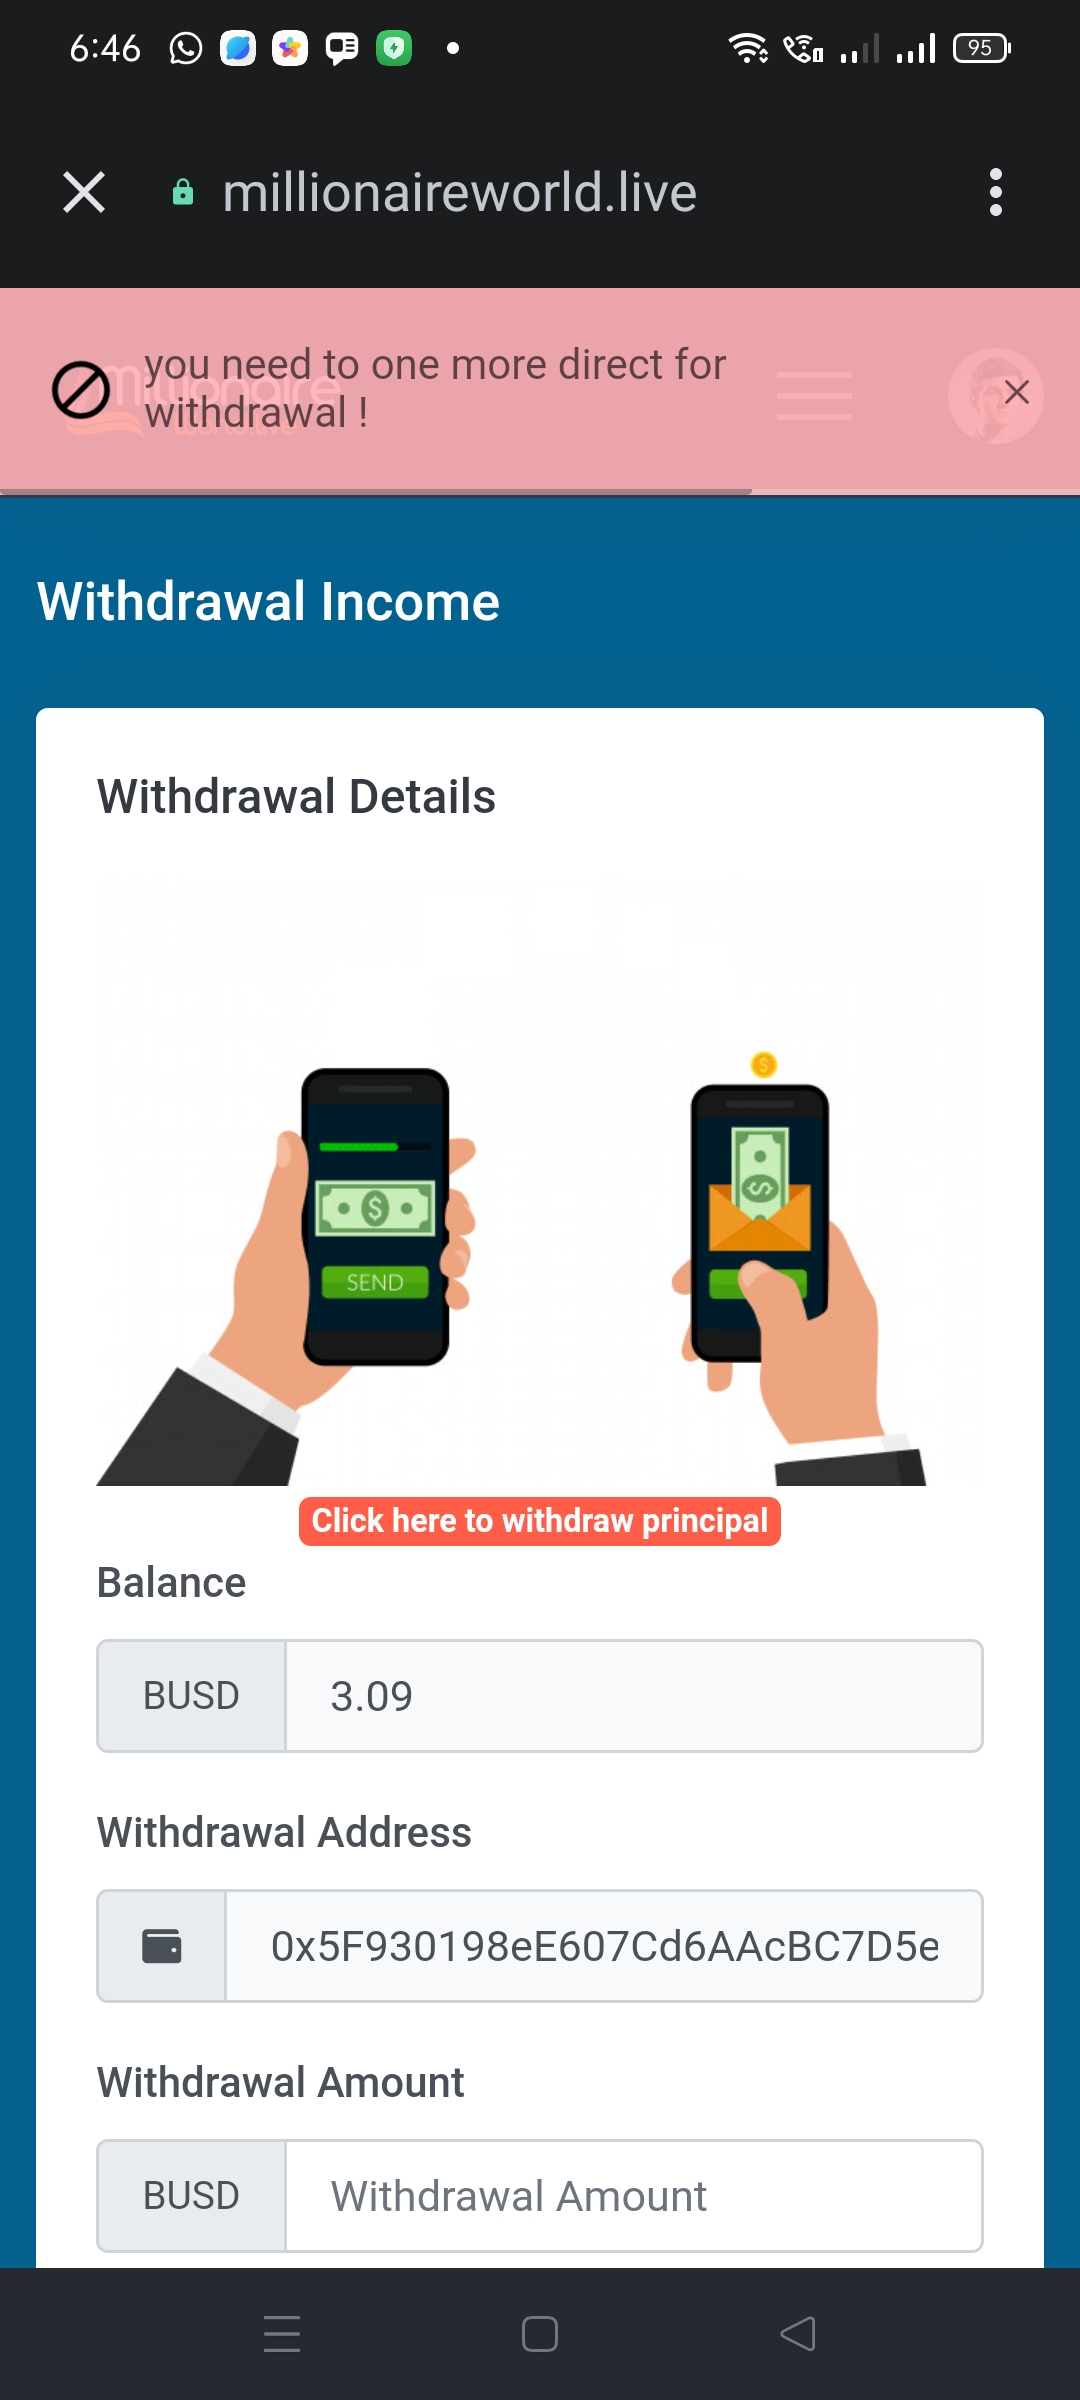 6:46
95
millionaireworld.live
you need to one more direct for
withdrawal !
Millionaire
Withdrawal Income
Withdrawal Details
SEND
Click here to withdraw principal
Balance
BUSD
3.09
Withdrawal Address
0x5F930198eE607Cd6AAcBC7D5e
Withdrawal Amount
BUSD
Withdrawal Amount